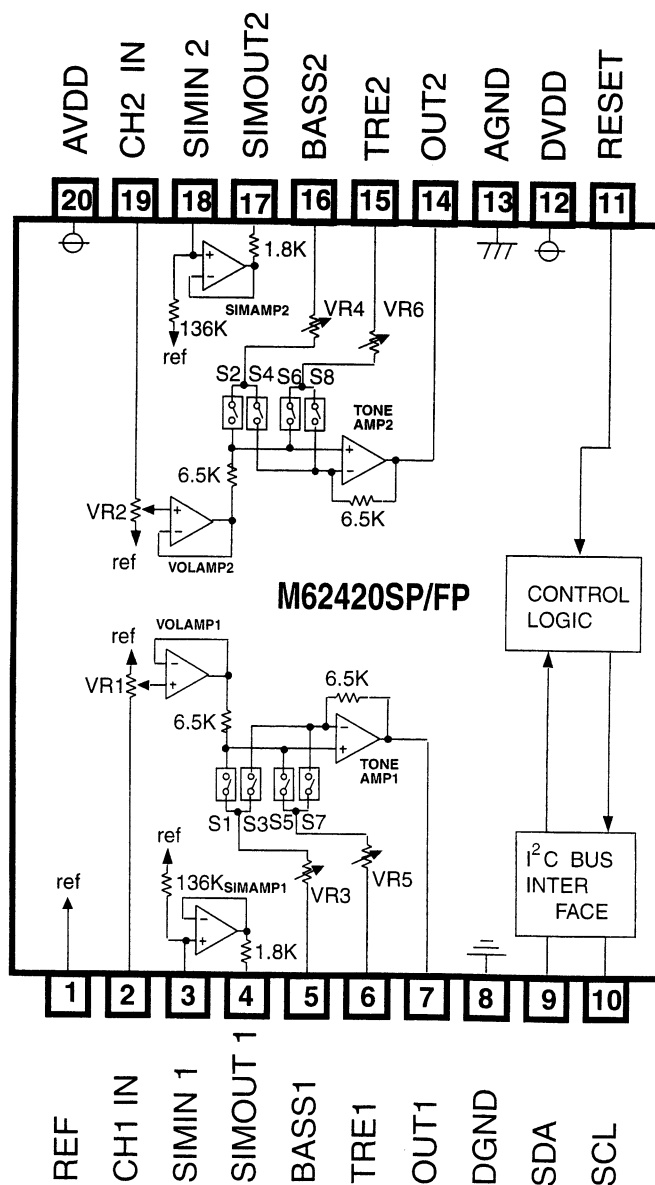 AVDD
CH2 IN
SIMIN 2
SIMOUT2
BASS2
TRE2
OUT2
AGND
DVDD
RESET
20
19
18
17
16
15
14
13
12
11
1.8K
SIMAMP2
136K
ref
VR4
VR6
S2
S4
S6
S8
TONE
AMP2
6.5K
6.5K
VR2
ref
VOLAMP2
M62420SP/FP
CONTROL
LOGIC
VOLAMP1
ref
VR1
6.5K
6.5K
TONE
AMP1
S1
S3
S5
S7
ref
136K
SIMAMP1
VR3
VR5
1.8K
ref
I²C BUS
INTER
FACE
1
2
3
4
5
6
7
8
9
10
REF
CH1 IN
SIMIN 1
SIMOUT 1
BASS1
TRE1
OUT1
DGND
SDA
SCL